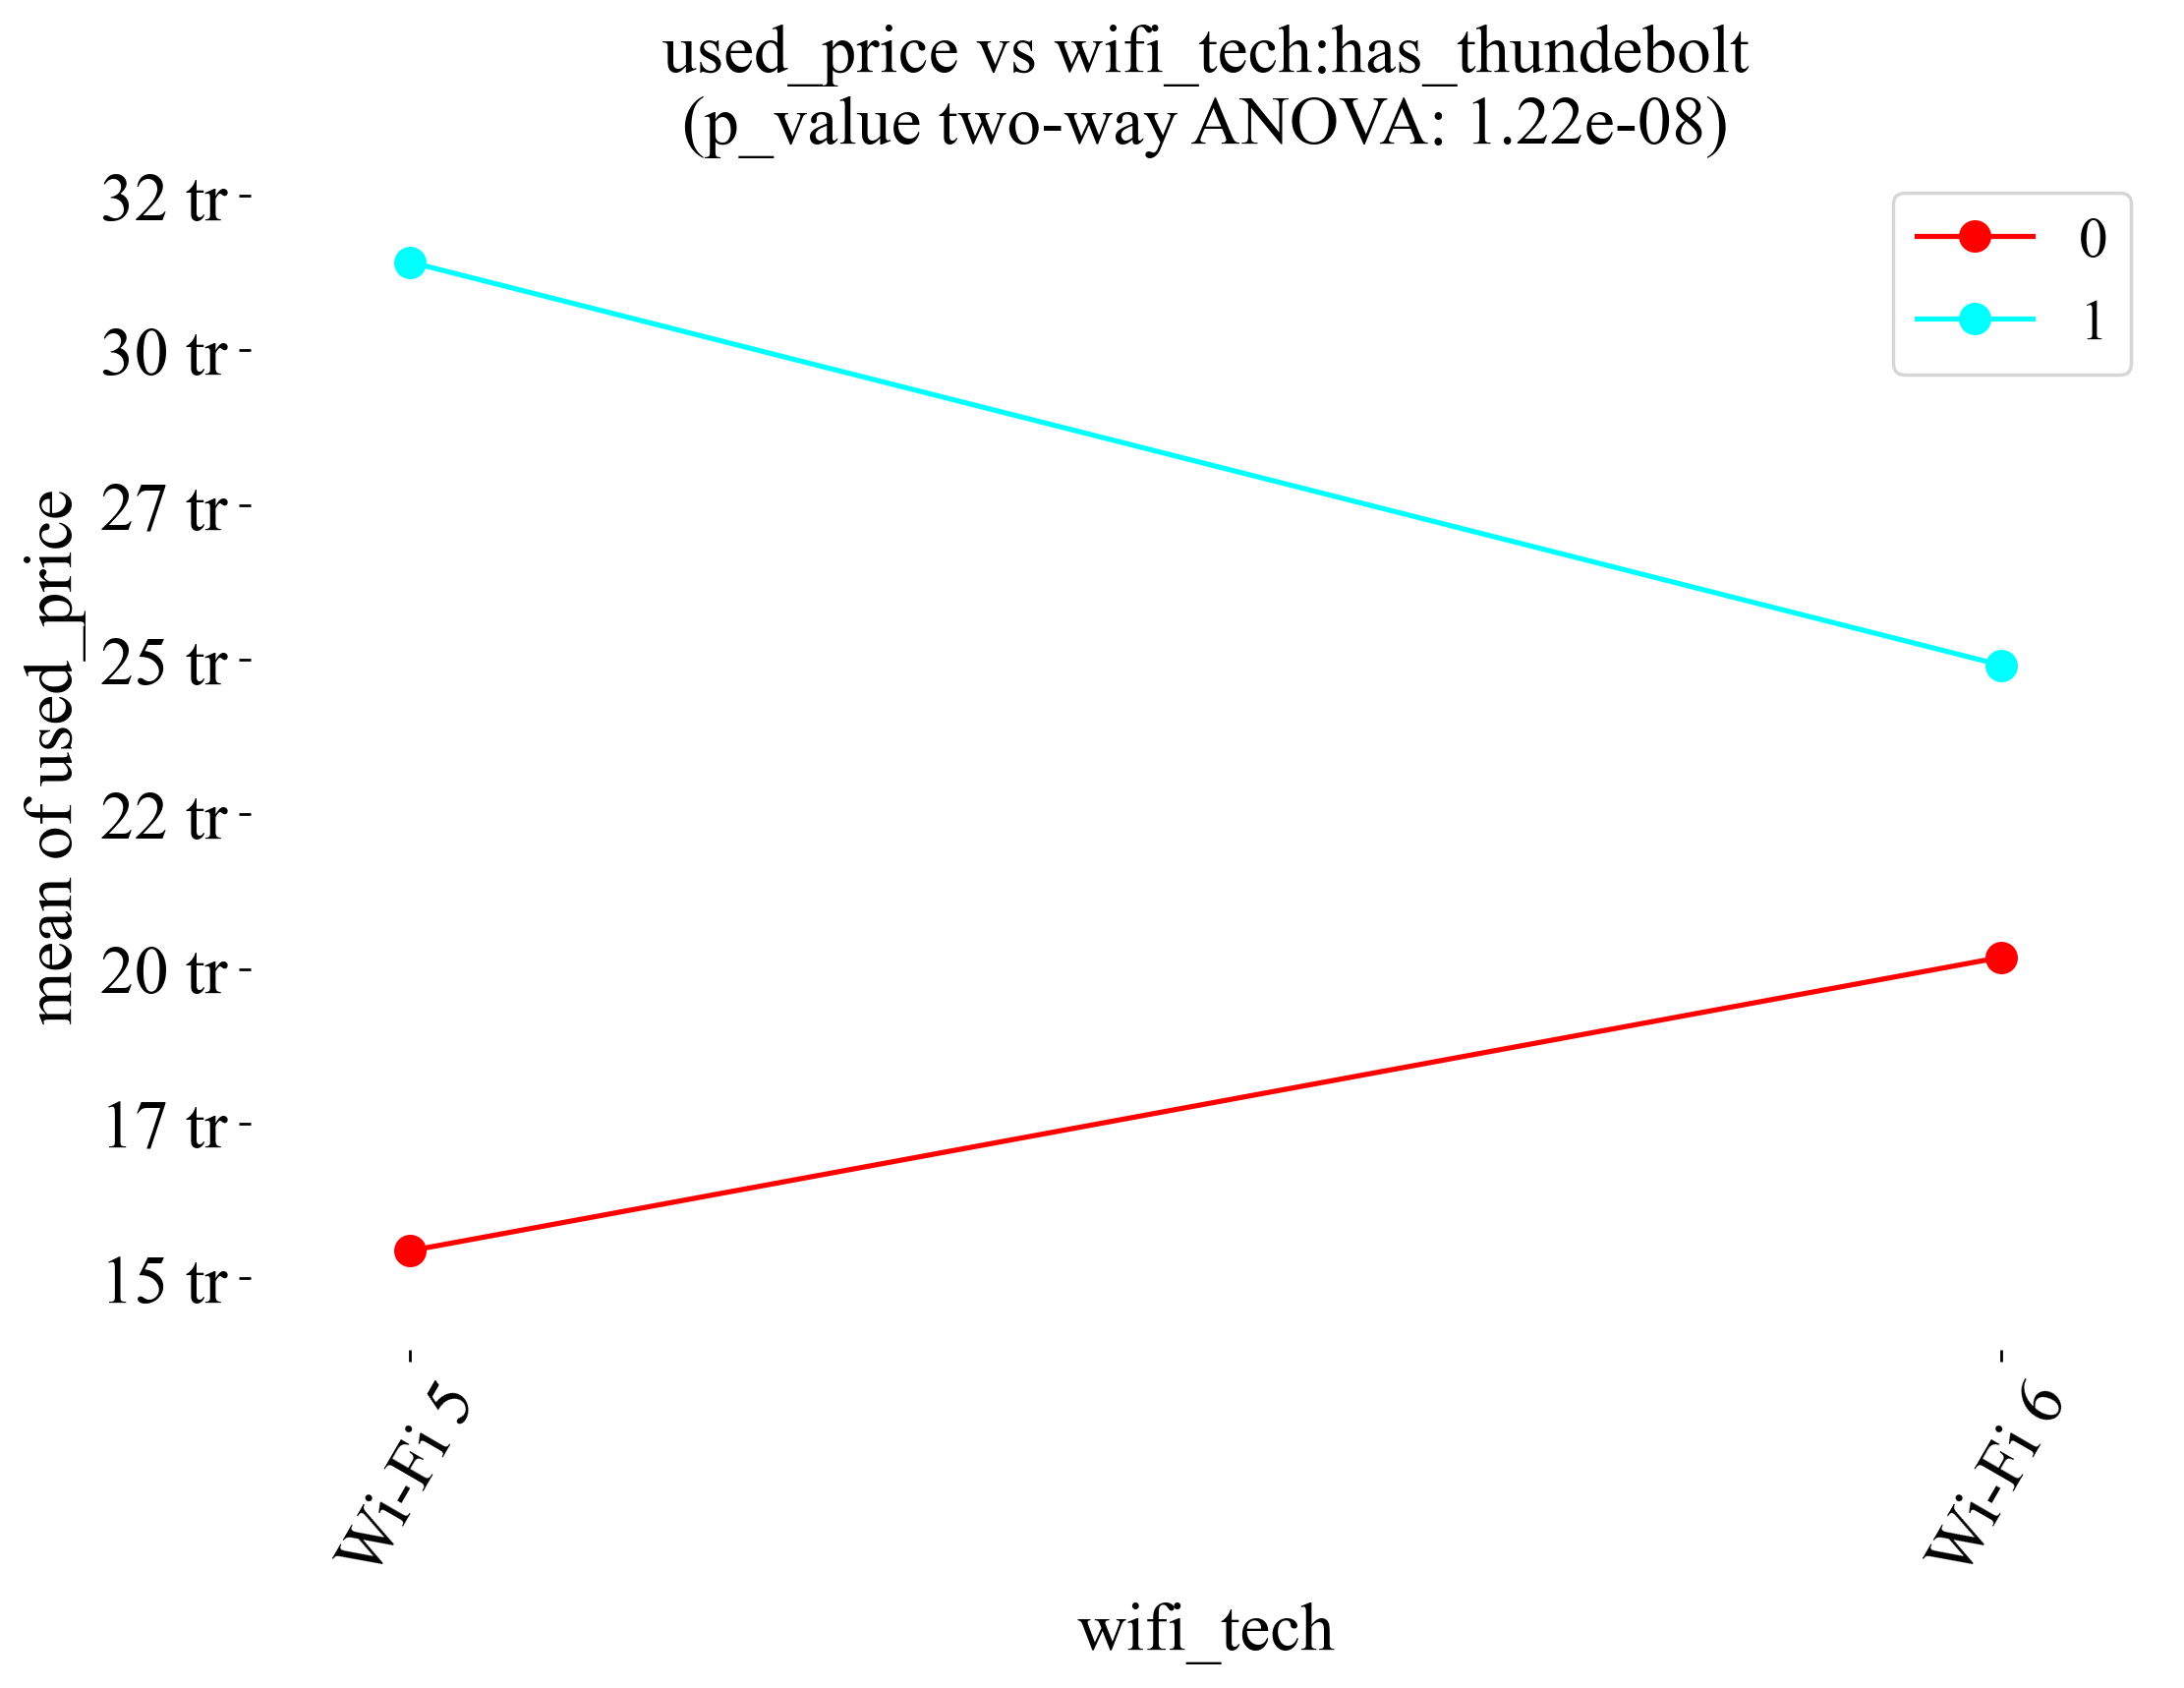 used_price vs wifi_tech:has_thundebolt
(p_value two-way ANOVA: 1.22e-08)
32 tr
30 tr
27 tr
25 tr
22 tr
20 tr
17 tr
15 tr
mean of used_price
0
1
Wi-Fi 5
Wi-Fi 6
wifi_tech